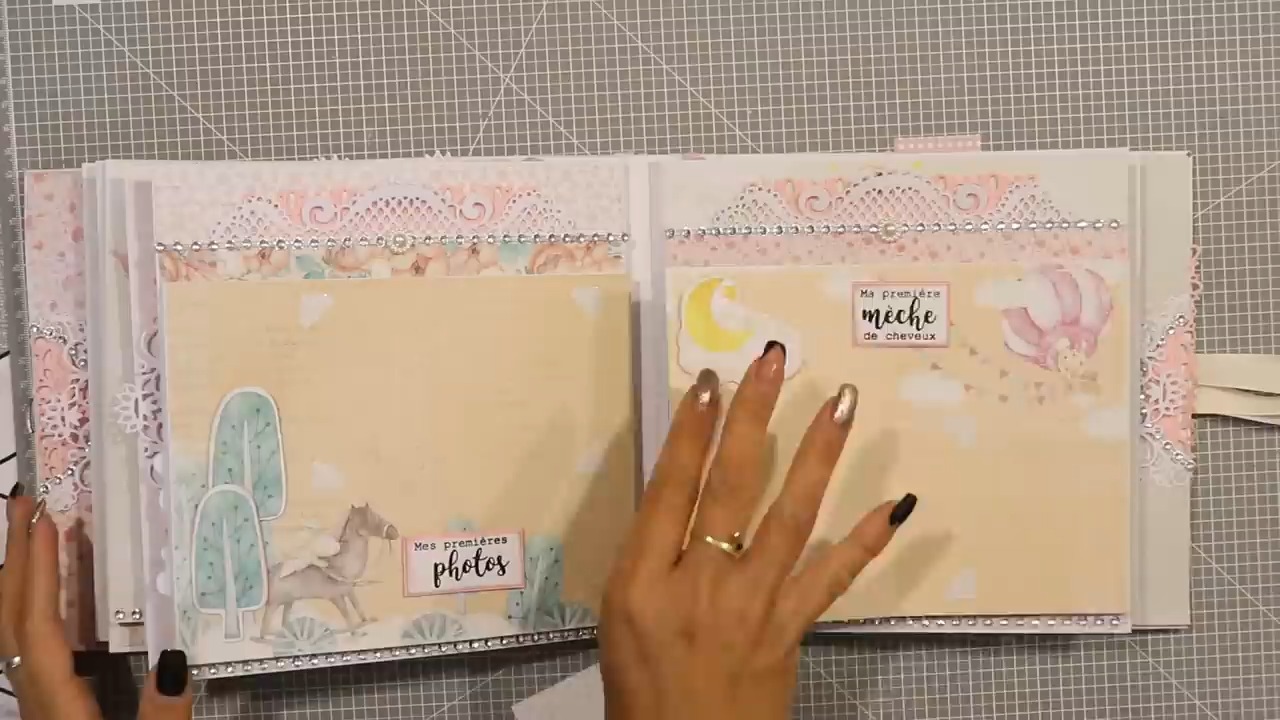 Mes premières
photos
Ma première
mèche
de cheveux